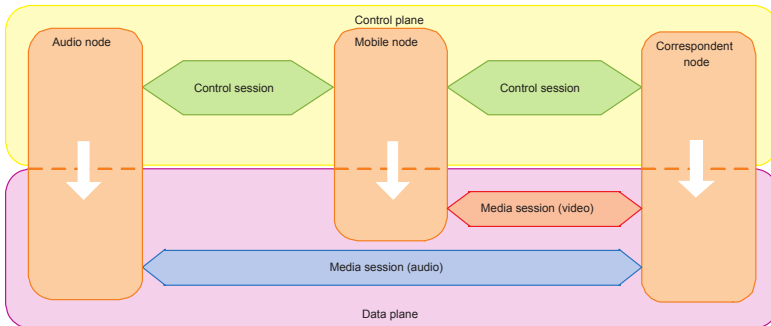 Control plane
Audio node
Mobile node
Correspondent
node
Control session
Control session
Media session (video)
Media session (audio)
Data plane